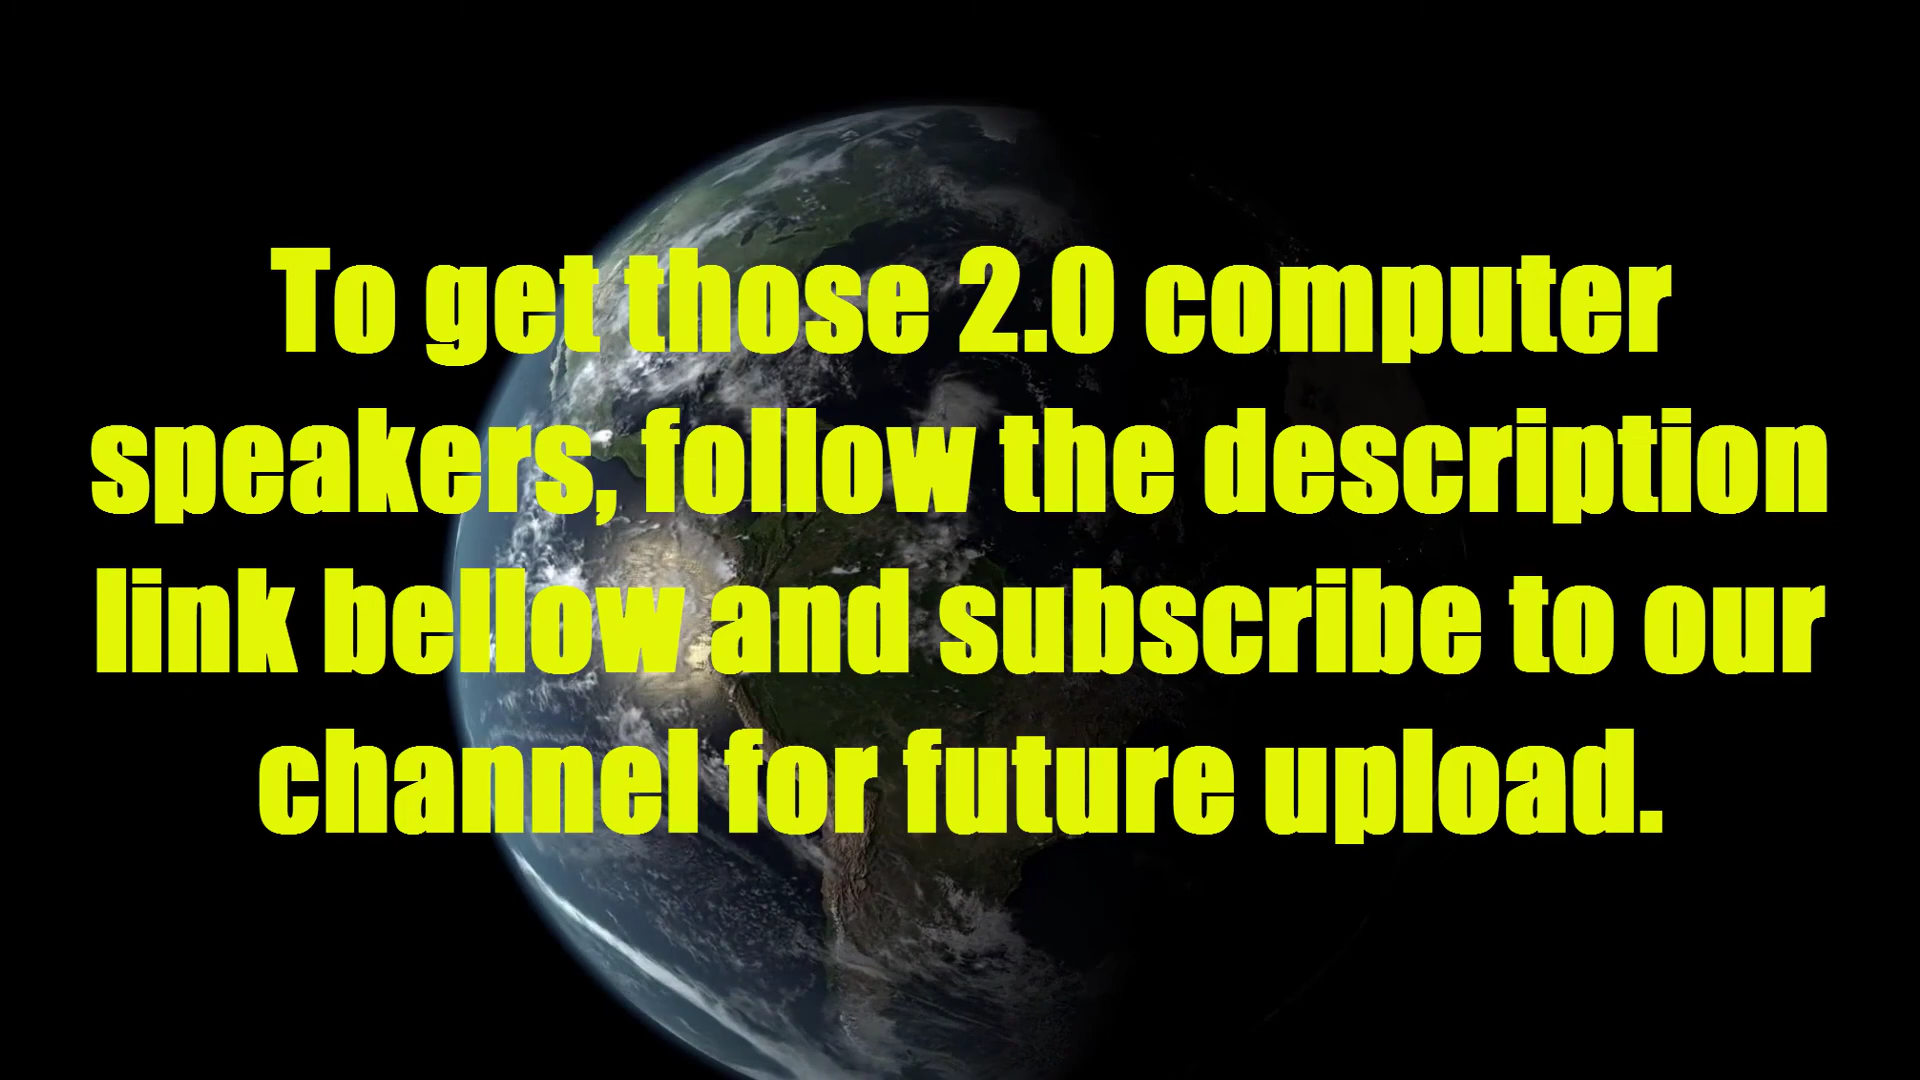 To get those 2.0 computer
speakers, follow the description
link bellow and subscribe to our
channel for future upload.